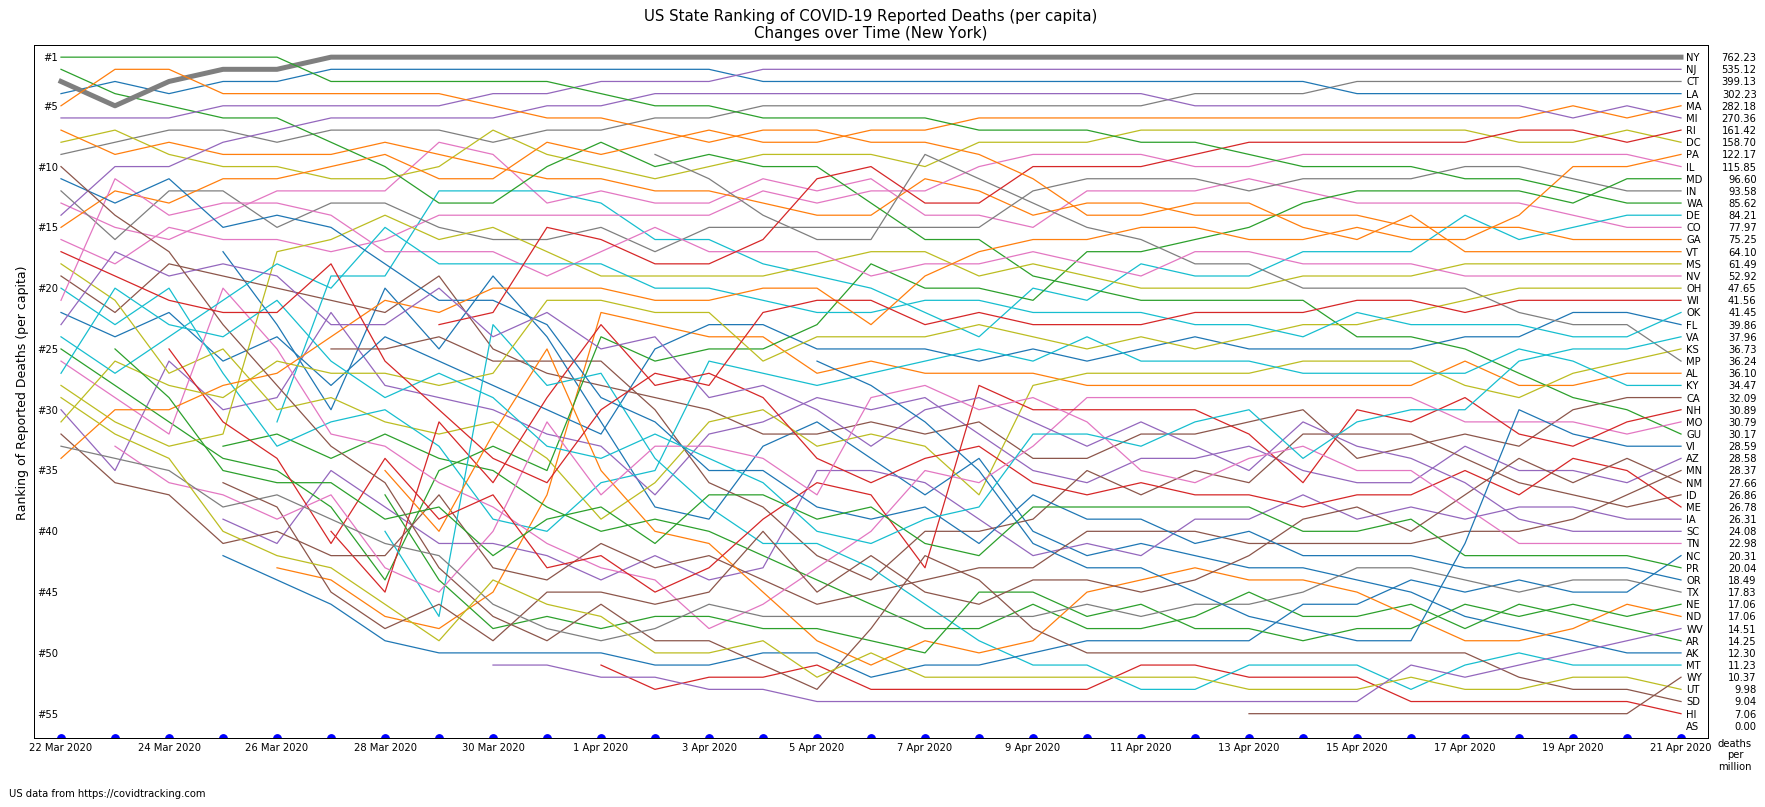 US State Ranking of COVID-19 Reported Deaths (per capita)
Changes over Time (New York)
Ranking of Reported Deaths (per capita)
#1
#5
#10
#15
#20
#25
#30
#35
#40
#45
#50
#55
NY 762.23
NJ 535.12
CT 399.13
LA 302.23
MA 282.18
MI 270.36
RI 161.42
DC 158.70
PA 122.17
IL 115.85
MD 96.60
IN 93.58
WA 85.62
DE 84.21
CO 77.97
GA 75.25
VT 64.10
MS 61.49
NV 52.92
OH 47.65
WI 41.56
OK 41.45
FL 39.86
VA 37.96
KS 36.73
MP 36.24
AL 36.10
KY 34.47
CA 32.09
NH 30.89
MO 30.79
GU 30.17
VI 28.59
AZ 28.58
MN 28.37
NM 27.66
ID 26.86
ME 26.78
IA 26.31
SC 24.08
TN 22.98
NC 20.31
PR 20.04
OR 18.49
TX 17.83
NE 17.06
ND 17.06
WV 14.51
AR 14.25
AK 12.30
MT 11.23
WY 10.37
UT 9.98
SD 9.04
HI 7.06
AS 0.00
22 Mar 2020 24 Mar 2020 26 Mar 2020 28 Mar 2020 30 Mar 2020 1 Apr 2020 3 Apr 2020 5 Apr 2020 7 Apr 2020 9 Apr 2020 11 Apr 2020 13 Apr 2020 15 Apr 2020 17 Apr 2020 19 Apr 2020 21 Apr 2020
deaths
per
million
US data from https://covidtracking.com